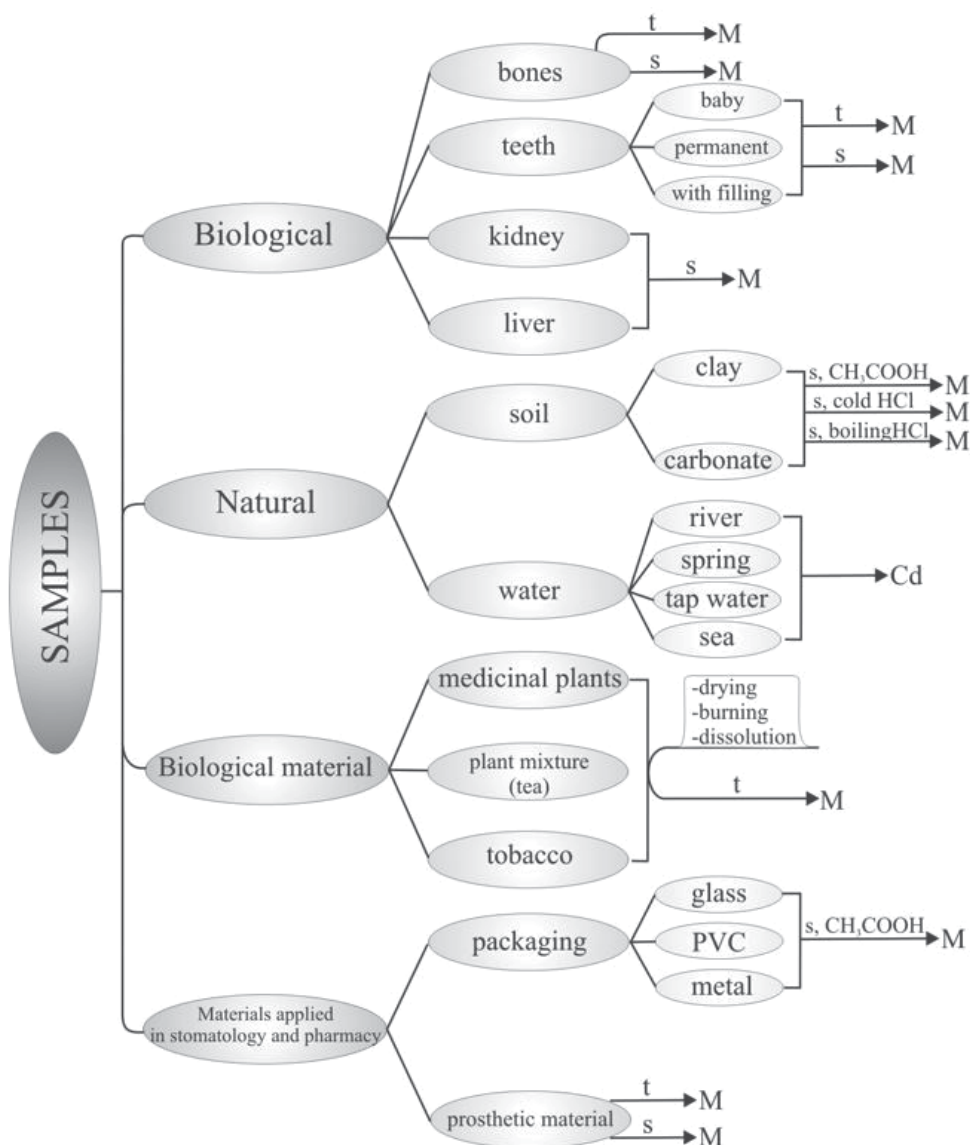 SAMPLES
Biological
bones
t
M
s
M
teeth
baby
permanent
with filling
t
M
s
M
kidney
liver
s
M
Natural
soil
clay
carbonate
s, CH₃COOH
M
s, cold HCl
M
s, boilingHCl
M
water
river
spring
tap water
sea
Cd
Biological material
medicinal plants
plant mixture
(tea)
tobacco
-drying
-burning
-dissolution
t
M
Materials applied
in stomatology and pharmacy
packaging
glass
PVC
metal
s, CH₃COOH
M
prosthetic material
t
M
s
M